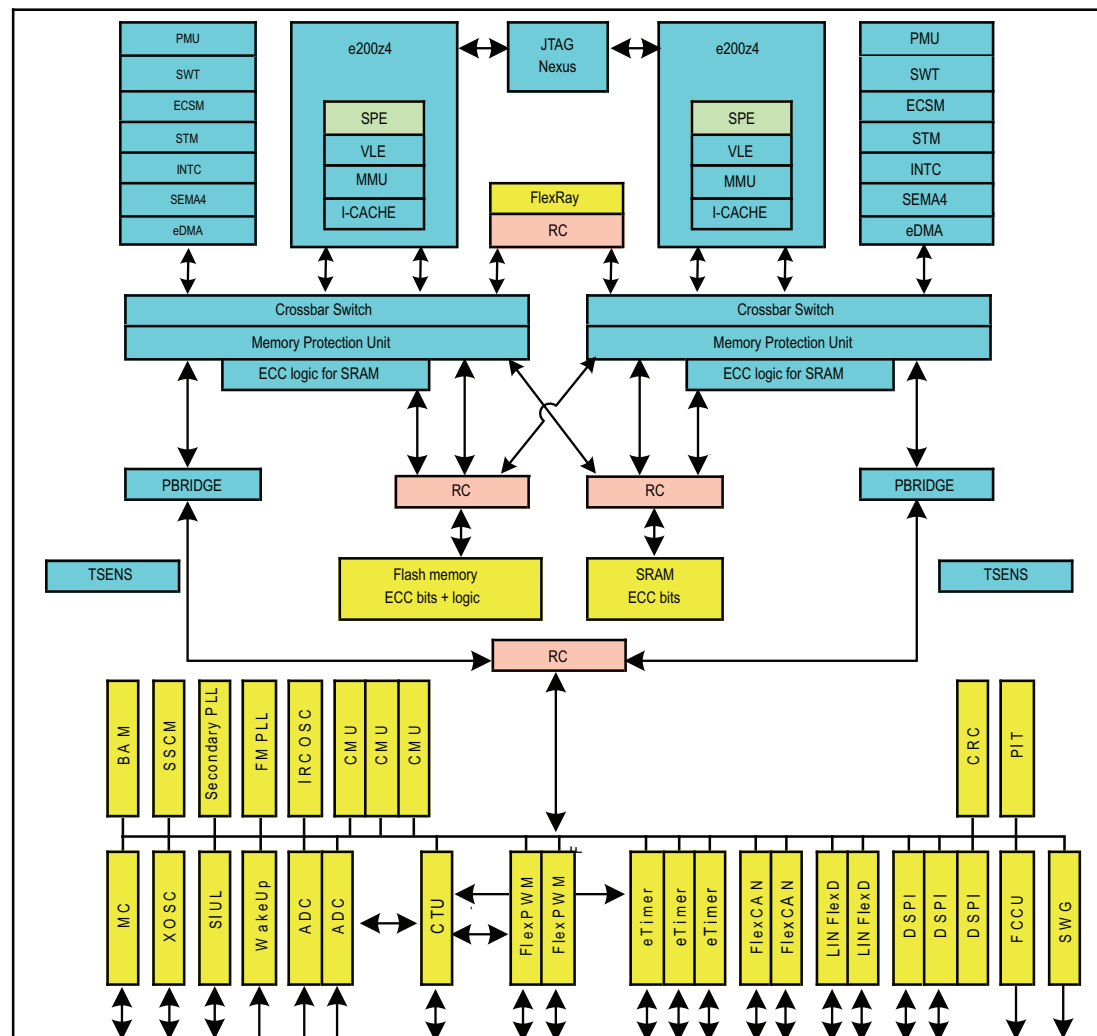 PMU
SWT
ECSM
STM
INTC
SEMA4
eDMA
e200z4
SPE
VLE
MMU
I-CACHE
JTAG
Nexus
FlexRay
RC
e200z4
SPE
VLE
MMU
I-CACHE
PMU
SWT
ECSM
STM
INTC
SEMA4
eDMA
Crossbar Switch
Memory Protection Unit
ECC logic for SRAM
Crossbar Switch
Memory Protection Unit
ECC logic for SRAM
PBRIDGE
RC
RC
PBRIDGE
TSENS
Flash memory
ECC bits + logic
SRAM
ECC bits
TSENS
RC
BAM
SSCM
Secondary PLL
FMPLL
IRCOSC
CMU
CMU
CMU
CRC
PIT
MC
XOSC
SIUL
WakeUp
ADC
ADC
CTU
FlexPWM
FlexPWM
eTimer
eTimer
eTimer
FlexCAN
FlexCAN
LINFlexD
LINFlexD
DSPI
DSPI
DSPI
FCCU
SWG